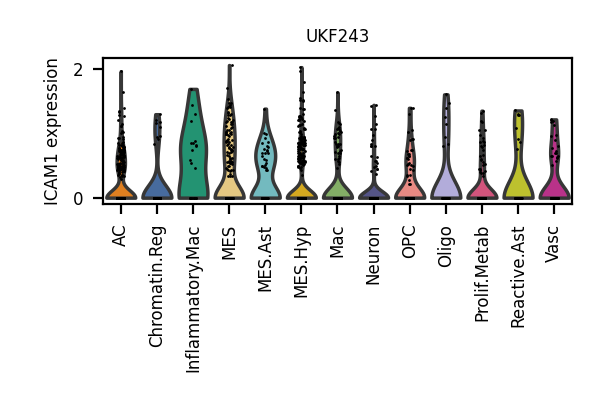 UKF243
ICAM1 expression
2
0
AC
Chromatin.Reg
Inflammatory.Mac
MES
MES.Ast
MES.Hyp
Mac
Neuron
OPC
Oligo
Prolif.Metab
Reactive.Ast
Vasc